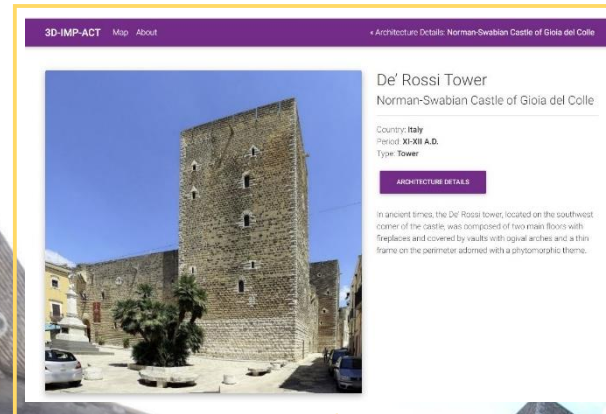 3D-IMP-ACT Map About « Architecture Details: Norman-Swabian Castle of Gioia del Colle
De' Rossi Tower
Norman-Swabian Castle of Gioia del Colle
Country: Italy
Period: XI-XII A.D.
Type: Tower
ARCHITECTURE DETAILS
In ancient times, the De' Rossi tower, located on the southwest
corner of the castle, was composed of two main floors with
fireplaces and covered by vaults with ogival arches and a thin
frame on the perimeter adorned with a phytomorphic theme.